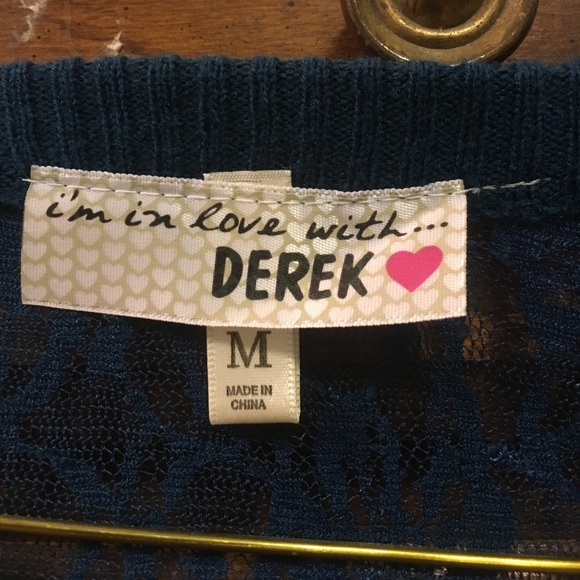 i'm in love with...
DEREK
M
MADE IN
CHINA